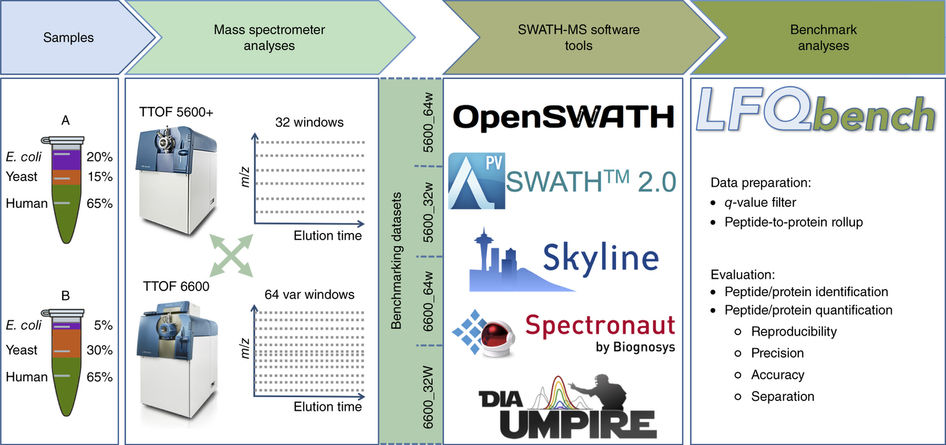 Samples
Mass spectrometer
analyses
SWATH-MS software
tools
Benchmark
analyses
A
E. coli 20%
Yeast 15%
Human 65%
B
E. coli 5%
Yeast 30%
Human 65%
TTOF 5600+
32 windows
m/z
Elution time
TTOF 6600
64 var windows
m/z
Elution time
Benchmarking datasets
5600_64w
5600_32w
6600_64w
6600_32W
OpenSWATH
PV
SWATH™ 2.0
Skyline
Spectronaut
by Biognosys
DIA
UMPIRE
LFQbench
Data preparation:
• q-value filter
• Peptide-to-protein rollup
Evaluation:
• Peptide/protein identification
• Peptide/protein quantification
○ Reproducibility
○ Precision
○ Accuracy
○ Separation